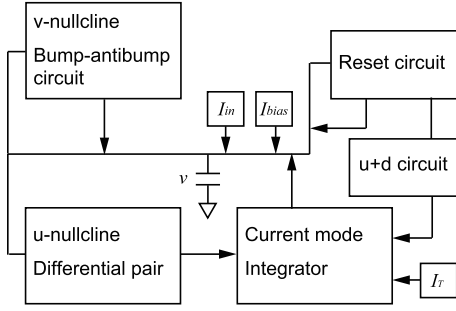 v-nullcline
Bump-antibump
circuit
I_in
I_bias
Reset circuit
u+d circuit
v
u-nullcline
Differential pair
Current mode
Integrator
I_T